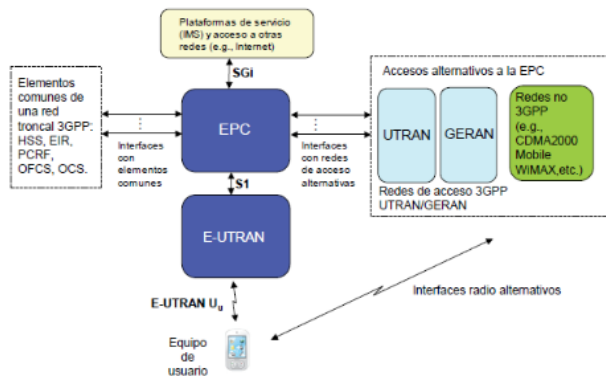 Plataformas de servicio
(IMS) y acceso a otras
redes (e.g., Internet)
SGi
Elementos
comunes de
una red
troncal 3GPP:
HSS, EIR,
PCRF,
OFCS, OCS.
Interfaces
con
elementos
comunes
EPC
Interfaces
con redes
de acceso
alternativas
Accesos alternativos a la EPC
UTRAN
GERAN
Redes no
3GPP
(e.g.,
CDMA2000
Mobile
WiMAX,etc.)
Redes de acceso 3GPP
UTRAN/GERAN
S1
E-UTRAN
E-UTRAN Uu
Interfaces radio alternativos
Equipo
de
usuario